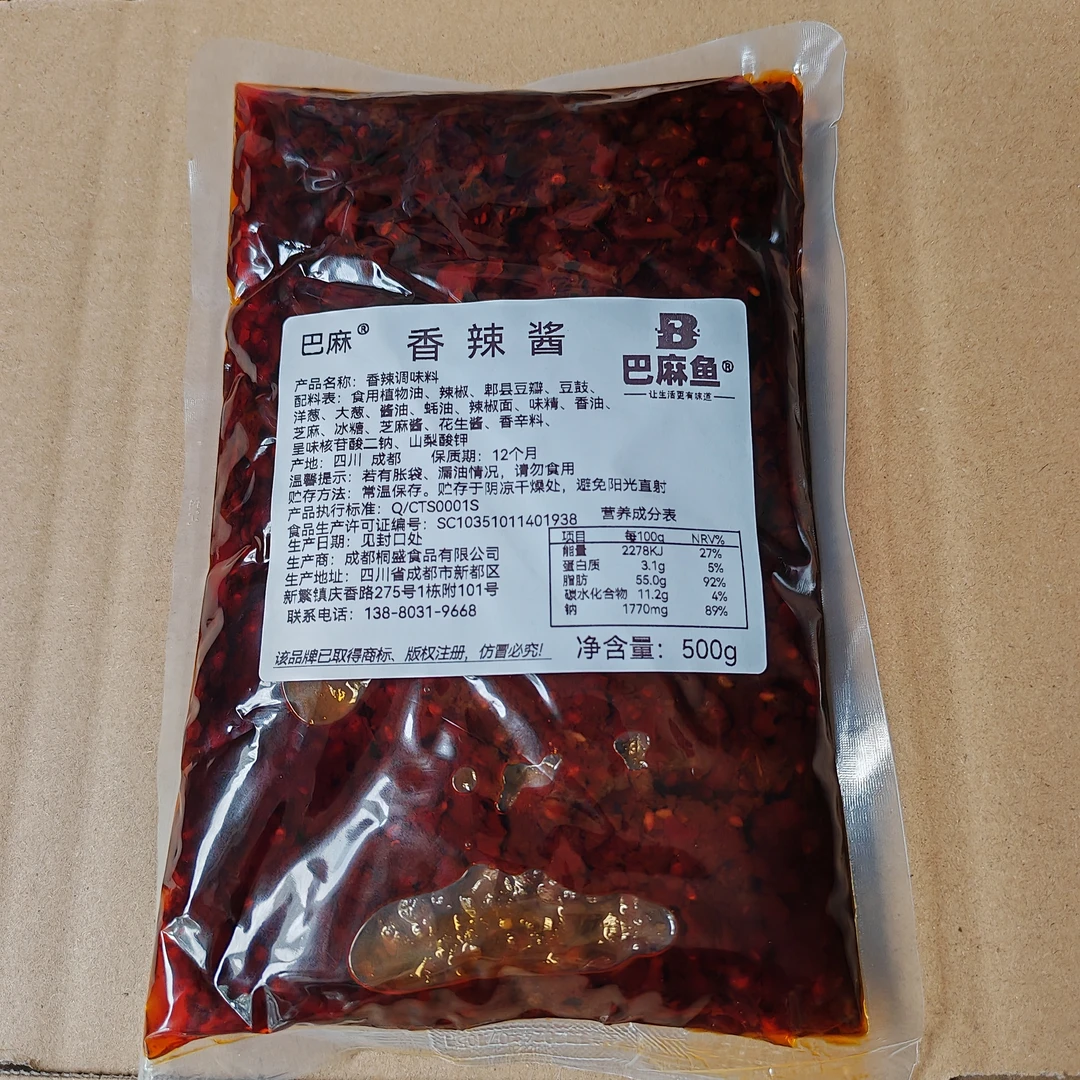 巴麻® 香辣酱
B
巴麻鱼®
让生活更有味道
产品名称：香辣调味料
配料表：食用植物油、辣椒、郫县豆瓣、豆鼓、
洋葱、大葱、酱油、蚝油、辣椒面、味精、香油、
芝麻、冰糖、芝麻酱、花生酱、香辛料、
呈味核苷酸二钠、山梨酸钾
产地：四川 成都 保质期：12个月
温馨提示：若有胀袋、漏油情况，请勿食用
贮存方法：常温保存。贮存于阴凉干燥处，避免阳光直射
产品执行标准：Q/CTS0001S
食品生产许可证编号：SC10351011401938
生产日期：见封口处
生产商：成都桐盛食品有限公司
生产地址：四川省成都市新都区
新繁镇庆香路275号1栋附101号
联系电话：138-8031-9668
营养成分表
项目 每100g NRV%
能量 2278KJ 27%
蛋白质 3.1g 5%
脂肪 55.0g 92%
碳水化合物 11.2g 4%
钠 1770mg 89%
该品牌已取得商标、版权注册，仿冒必究！
净含量：500g